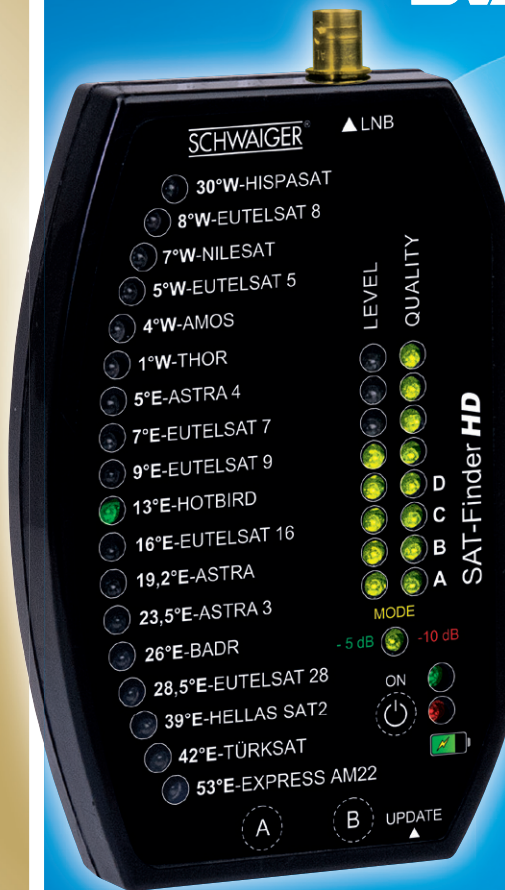 SCHWAIGER®
▲ LNB
30°W-HISPASAT
8°W-EUTELSAT 8
7°W-NILESAT
5°W-EUTELSAT 5
4°W-AMOS
1°W-THOR
5°E-ASTRA 4
7°E-EUTELSAT 7
9°E-EUTELSAT 9
13°E-HOTBIRD
16°E-EUTELSAT 16
19,2°E-ASTRA
23,5°E-ASTRA 3
26°E-BADR
28,5°E-EUTELSAT 28
39°E-HELLAS SAT2
42°E-TÜRKSAT
53°E-EXPRESS AM22
LEVEL
QUALITY
D
C
B
A
SAT-Finder HD
MODE
- 5 dB
-10 dB
ON
A
B
UPDATE
▲